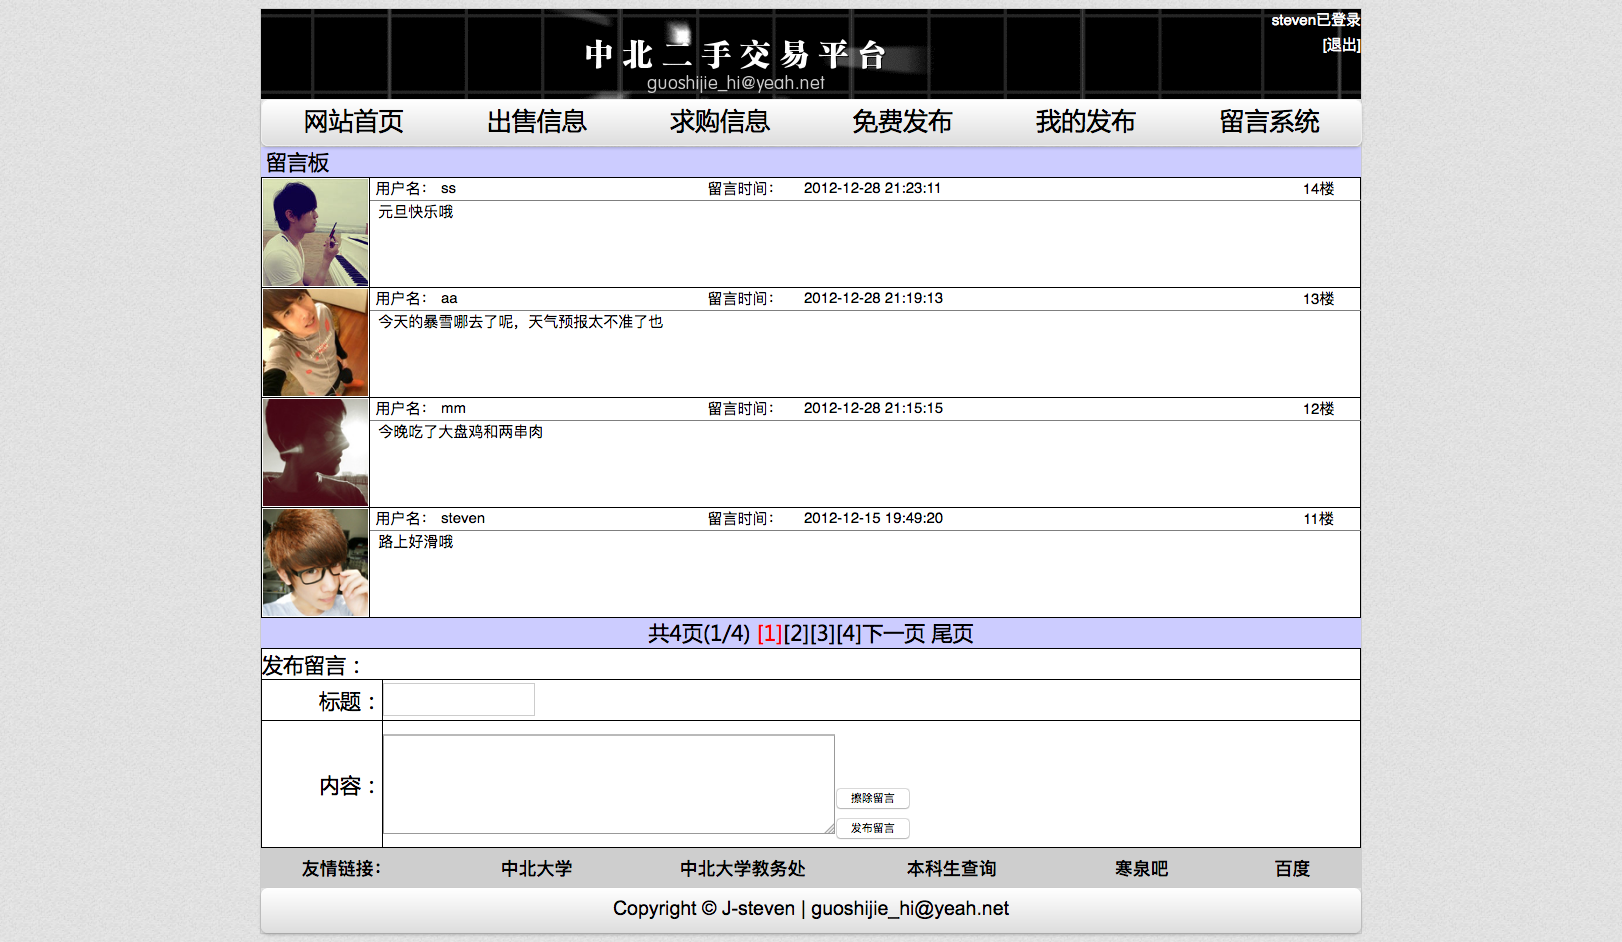 steven已登录
[退出]
中北二手交易平台
guoshijie_hi@yeah.net
网站首页 出售信息 求购信息 免费发布 我的发布 留言系统
留言板
用户名： ss 留言时间： 2012-12-28 21:23:11 14楼
元旦快乐哦
用户名： aa 留言时间： 2012-12-28 21:19:13 13楼
今天的暴雪哪去了呢，天气预报太不准了也
用户名： mm 留言时间： 2012-12-28 21:15:15 12楼
今晚吃了大盘鸡和两串肉
用户名： steven 留言时间： 2012-12-15 19:49:20 11楼
路上好滑哦
共4页(1/4) [1][2][3][4]下一页 尾页
发布留言：
标题：
内容：
擦除留言
发布留言
友情链接： 中北大学 中北大学教务处 本科生查询 寒泉吧 百度
Copyright © J-steven | guoshijie_hi@yeah.net